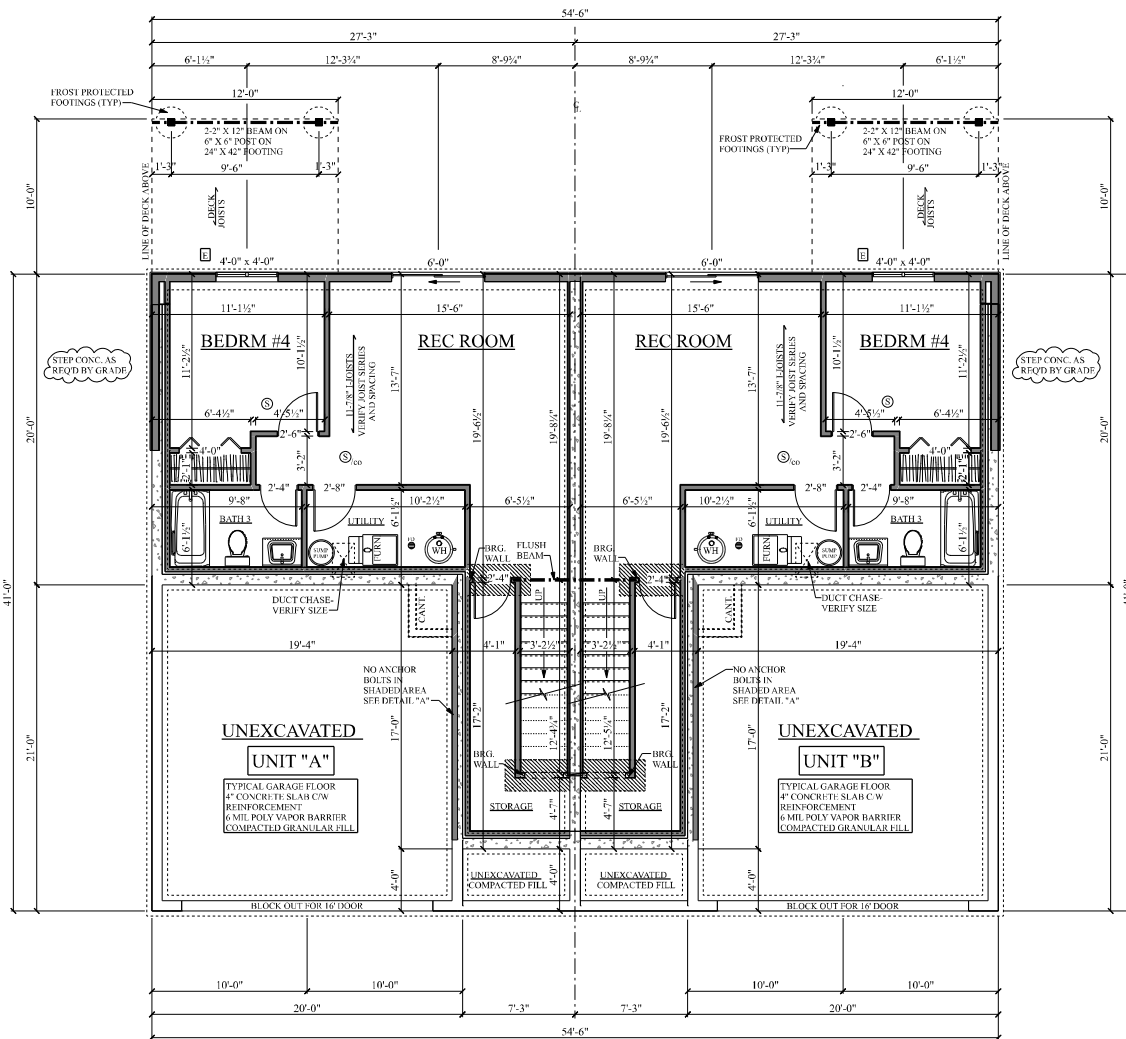 54'-6"
27'-3" 27'-3"
6'-1½" 12'-3¾" 8'-9¾" 8'-9¾" 12'-3¾" 6'-1½"
FROST PROTECTED
FOOTINGS (TYP)
12'-0" 12'-0"
2-2" X 12" BEAM ON
6" X 6" POST ON
24" X 42" FOOTING
FROST PROTECTED
FOOTINGS (TYP)
2-2" X 12" BEAM ON
6" X 6" POST ON
24" X 42" FOOTING
1'-3" 9'-6" 1'-3" 1'-3" 9'-6" 1'-3"
10'-0" 10'-0"
LINE OF DECK ABOVE
DECK
JOISTS
DECK
JOISTS
LINE OF DECK ABOVE
E E
4'-0" x 4'-0" 6'-0" 6'-0" 4'-0" x 4'-0"
11'-1½" 15'-6" 15'-6" 11'-1½"
BEDRM #4 REC ROOM REC ROOM BEDRM #4
STEP CONC. AS
REQ'D BY GRADE
STEP CONC. AS
REQ'D BY GRADE
11'-2½" 10'-1½" 13'-7" 19'-6½" 19'-8¼" 19'-8¼" 19'-6½" 13'-7" 10'-1½" 11'-2½"
11-7/8" I-JOISTS
VERIFY JOIST SERIES
AND SPACING
11-7/8" I-JOISTS
VERIFY JOIST SERIES
AND SPACING
S S
6'-4½" 4'-5½" 4'-5½" 6'-4½"
20'-0" 20'-0"
2'-6" 2'-6"
4'-0" 4'-0"
S/CO S/CO
2'-1" 3'-2" 3'-2" 2'-1"
2'-4" 2'-8" 2'-8" 2'-4"
9'-8" 10'-2½" 6'-5½" 6'-5½" 10'-2½" 9'-8"
BATH 3 UTILITY UTILITY BATH 3
6'-1½" 6'-1½" 6'-1½" 6'-1½"
SUMP
PUMP
FURN
FD
WH
WH
FD
FURN
SUMP
PUMP
BRG.
WALL
FLUSH
BEAM
BRG.
WALL
2'-4" 2'-4"
UP UP
DUCT CHASE-
VERIFY SIZE
DUCT CHASE-
VERIFY SIZE
CANT. CANT.
41'-0"
19'-4" 4'-1" 3'-2½" 3'-2½" 4'-1" 19'-4"
NO ANCHOR
BOLTS IN
SHADED AREA
SEE DETAIL "A"
NO ANCHOR
BOLTS IN
SHADED AREA
SEE DETAIL "A"
17'-0" 17'-2" 12'-4¼" 12'-5¼" 17'-2" 17'-0"
21'-0" 21'-0"
UNEXCAVATED UNEXCAVATED
UNIT "A" UNIT "B"
BRG.
WALL
BRG.
WALL
TYPICAL GARAGE FLOOR
4" CONCRETE SLAB C/W
REINFORCEMENT
6 MIL POLY VAPOR BARRIER
COMPACTED GRANULAR FILL
TYPICAL GARAGE FLOOR
4" CONCRETE SLAB C/W
REINFORCEMENT
6 MIL POLY VAPOR BARRIER
COMPACTED GRANULAR FILL
STORAGE STORAGE
4'-7" 4'-7"
UNEXCAVATED
COMPACTED FILL
UNEXCAVATED
COMPACTED FILL
4'-0" 4'-0" 4'-0"
BLOCK OUT FOR 16' DOOR BLOCK OUT FOR 16' DOOR
10'-0" 10'-0" 10'-0" 10'-0"
20'-0" 7'-3" 7'-3" 20'-0"
54'-6"